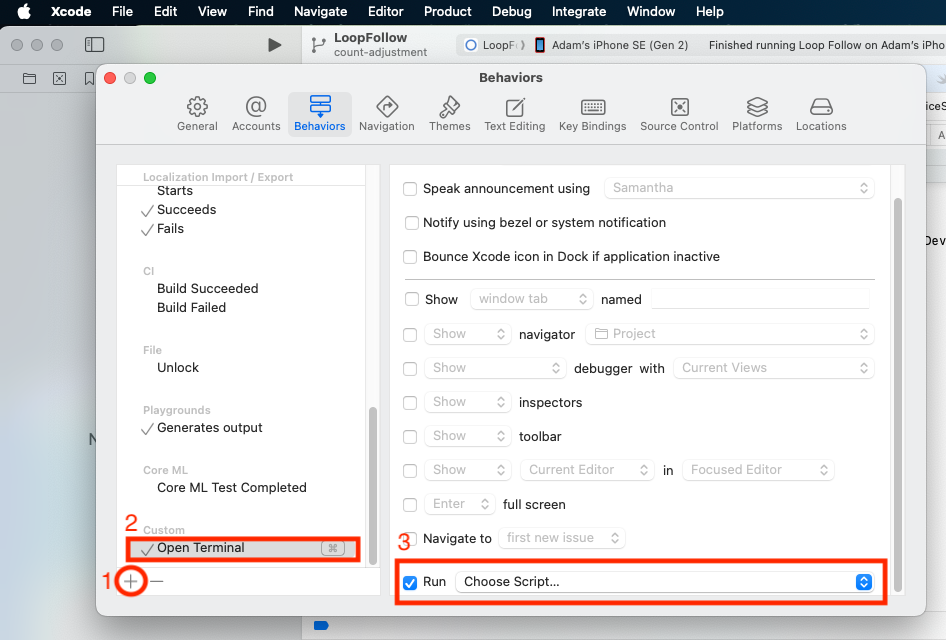 Xcode File Edit View Find Navigate Editor Product Debug Integrate Window Help
LoopFollow
count-adjustment
LoopF
Adam's iPhone SE (Gen 2)
Finished running Loop Follow on Adam's iPho
Behaviors
General Accounts Behaviors Navigation Themes Text Editing Key Bindings Source Control Platforms Locations
Localization Import / Export
Starts
Succeeds
Fails
CI
Build Succeeded
Build Failed
File
Unlock
Playgrounds
Generates output
Core ML
Core ML Test Completed
2
Custom
Open Terminal ⌘
1 + −
Speak announcement using Samantha
Notify using bezel or system notification
Bounce Xcode icon in Dock if application inactive
Show window tab named
Show navigator Project
Show debugger with Current Views
Show inspectors
Show toolbar
Show Current Editor in Focused Editor
Enter full screen
3
Navigate to first new issue
Run Choose Script...
iceS
A
Dev
N